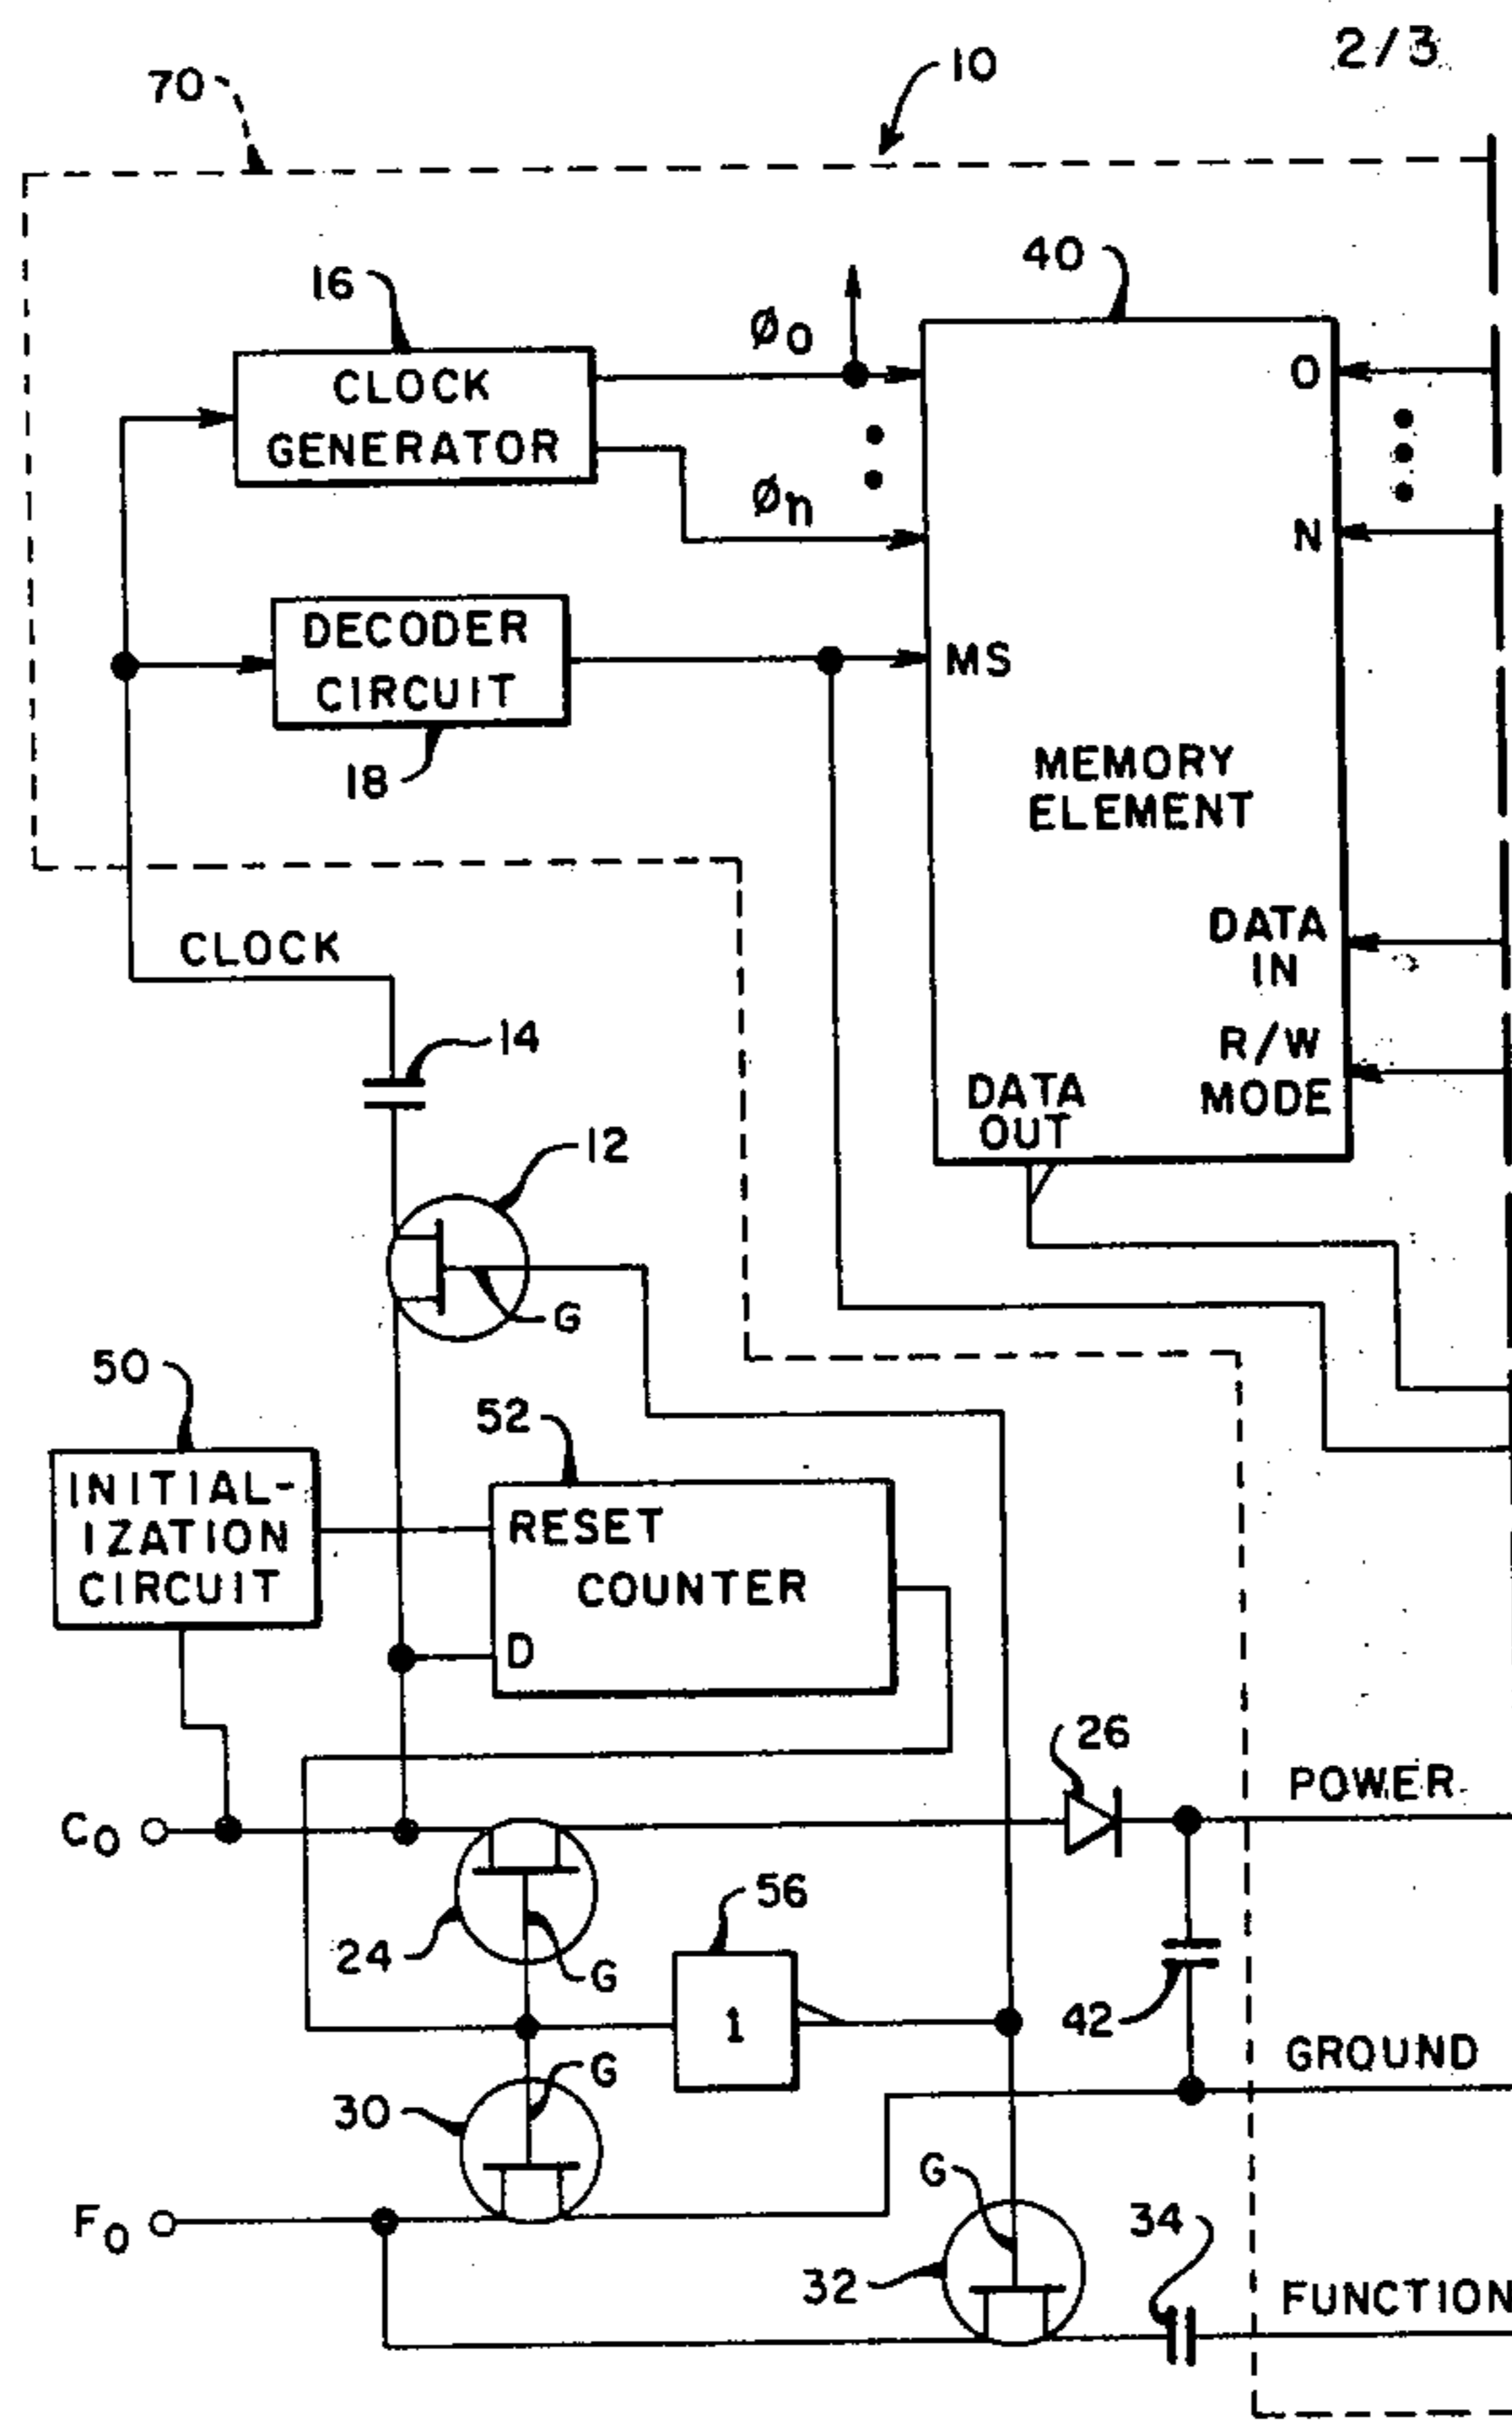 2/3
10
70
40
16
Ø0
O
CLOCK
GENERATOR
Øn
N
DECODER
CIRCUIT
MS
18
MEMORY
ELEMENT
DATA
IN
CLOCK
14
R/W
MODE
DATA
OUT
12
G
50
52
INITIAL-
IZATION
CIRCUIT
RESET
COUNTER
D
26
POWER
C0
56
24
G
1
42
GROUND
G
30
G
34
F0
32
FUNCTION